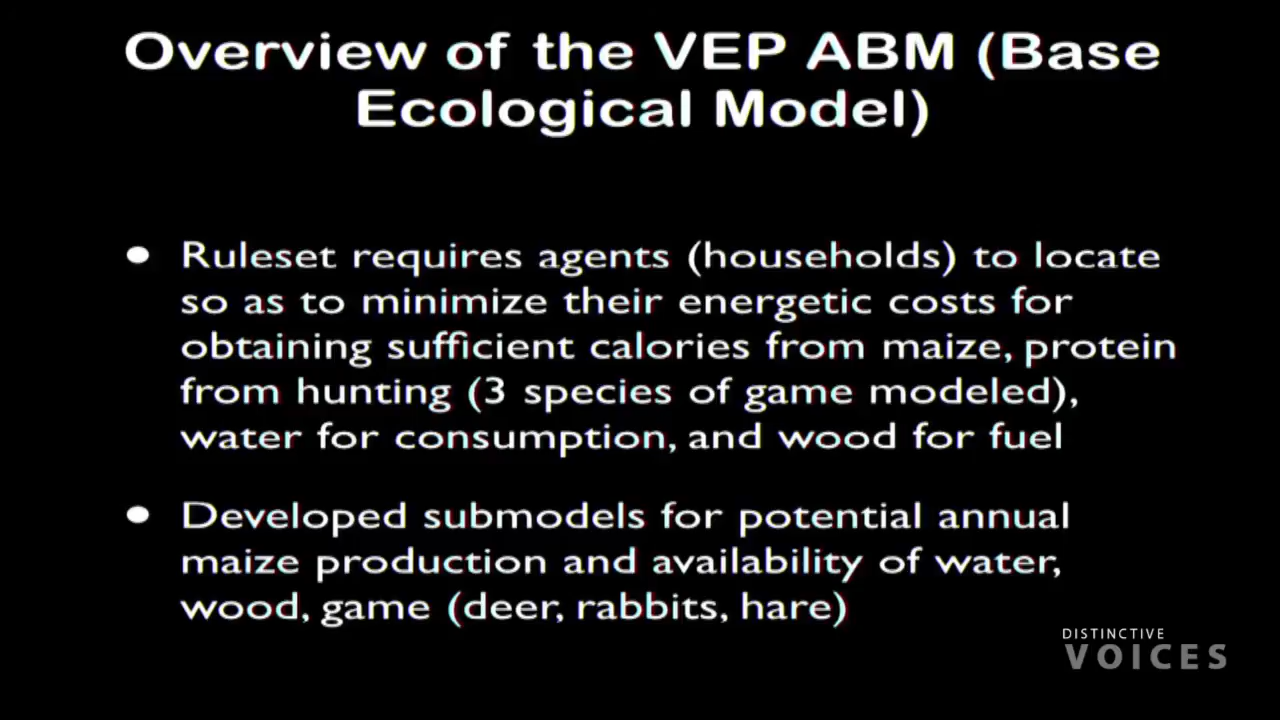 Overview of the VEP ABM (Base
Ecological Model)
• Ruleset requires agents (households) to locate
so as to minimize their energetic costs for
obtaining sufficient calories from maize, protein
from hunting (3 species of game modeled),
water for consumption, and wood for fuel
• Developed submodels for potential annual
maize production and availability of water,
wood, game (deer, rabbits, hare)
DISTINCTIVE
VOICES